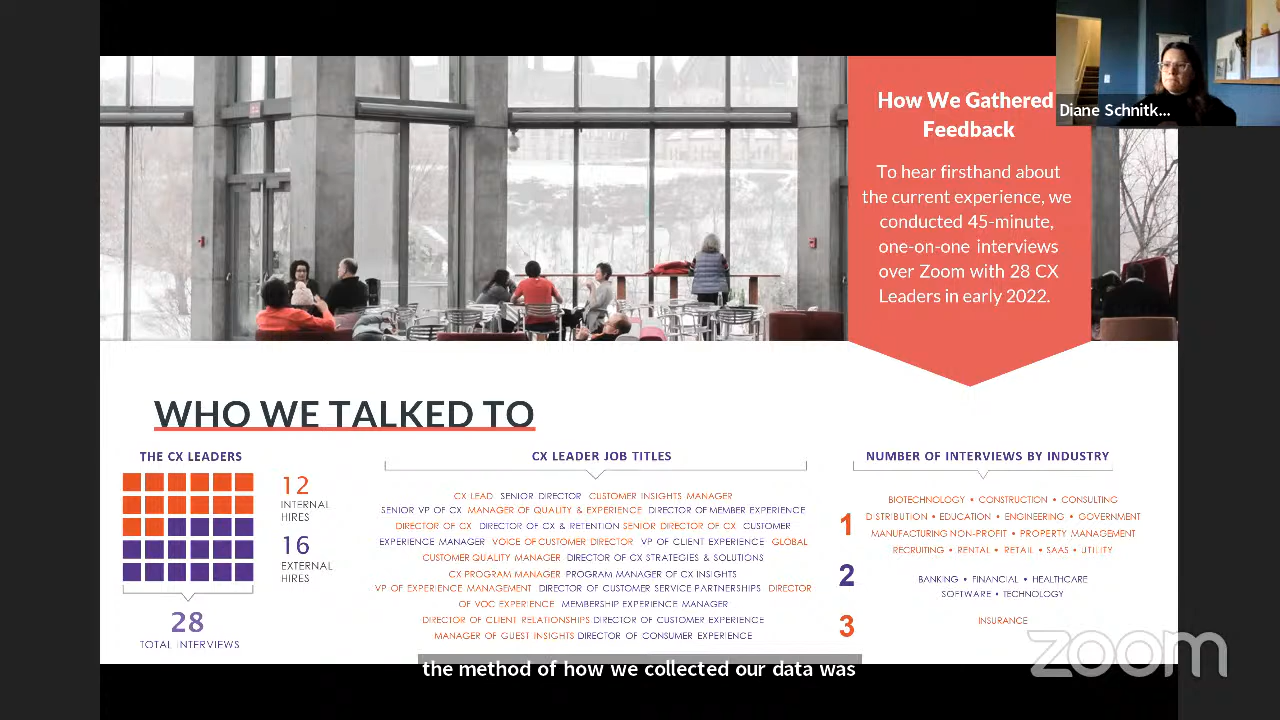 How We Gathered
Feedback
To hear firsthand about
the current experience, we
conducted 45-minute,
one-on-one interviews
over Zoom with 28 CX
Leaders in early 2022.
Diane Schnitk...
WHO WE TALKED TO
THE CX LEADERS
12
INTERNAL
HIRES
16
EXTERNAL
HIRES
28
TOTAL INTERVIEWS
CX LEADER JOB TITLES
CX LEAD SENIOR DIRECTOR CUSTOMER INSIGHTS MANAGER
SENIOR VP OF CX MANAGER OF QUALITY & EXPERIENCE DIRECTOR OF MEMBER EXPERIENCE
DIRECTOR OF CX DIRECTOR OF CX & RETENTION SENIOR DIRECTOR OF CX CUSTOMER
EXPERIENCE MANAGER VOICE OF CUSTOMER DIRECTOR VP OF CLIENT EXPERIENCE GLOBAL
CUSTOMER QUALITY MANAGER DIRECTOR OF CX STRATEGIES & SOLUTIONS
CX PROGRAM MANAGER PROGRAM MANAGER OF CX INSIGHTS
VP OF EXPERIENCE MANAGEMENT DIRECTOR OF CUSTOMER SERVICE PARTNERSHIPS DIRECTOR
OF VOC EXPERIENCE MEMBERSHIP EXPERIENCE MANAGER
DIRECTOR OF CLIENT RELATIONSHIPS DIRECTOR OF CUSTOMER EXPERIENCE
MANAGER OF GUEST INSIGHTS DIRECTOR OF CONSUMER EXPERIENCE
NUMBER OF INTERVIEWS BY INDUSTRY
1
BIOTECHNOLOGY • CONSTRUCTION • CONSULTING
DISTRIBUTION • EDUCATION • ENGINEERING • GOVERNMENT
MANUFACTURING NON-PROFIT • PROPERTY MANAGEMENT
RECRUITING • RENTAL • RETAIL • SAAS • UTILITY
2
BANKING • FINANCIAL • HEALTHCARE
SOFTWARE • TECHNOLOGY
3
INSURANCE
zoom
the method of how we collected our data was